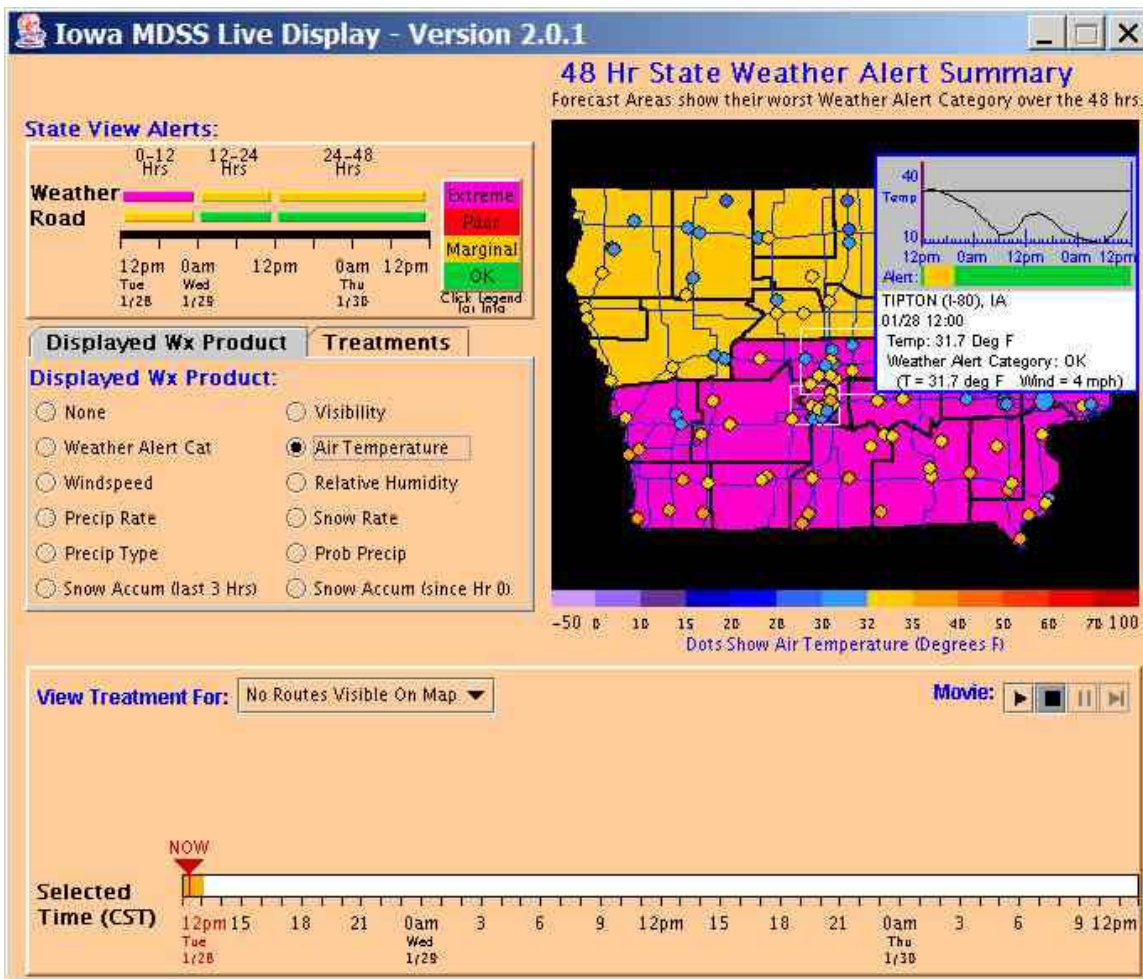 Iowa MDSS Live Display - Version 2.0.1
48 Hr State Weather Alert Summary
Forecast Areas show their worst Weather Alert Category over the 48 hrs
State View Alerts:
0-12 Hrs 12-24 Hrs 24-48 Hrs
Weather
Road
Extreme
Poor
Marginal
OK
Click Legend
for Info
12pm 0am 12pm 0am 12pm
Tue Wed Thu
1/28 1/29 1/30
40
Temp
10
12pm 0am 12pm 0am 12pm
Alert:
TIPTON (I-80), IA
01/28 12:00
Temp: 31.7 Deg F
Weather Alert Category: OK
(T = 31.7 deg F Wind = 4 mph)
Displayed Wx Product Treatments
Displayed Wx Product:
None Visibility
Weather Alert Cat Air Temperature
Windspeed Relative Humidity
Precip Rate Snow Rate
Precip Type Prob Precip
Snow Accum (last 3 Hrs) Snow Accum (since Hr 0)
-50 0 10 15 20 28 30 32 35 40 50 60 70 100
Dots Show Air Temperature (Degrees F)
View Treatment For: No Routes Visible On Map
Movie:
NOW
Selected
Time (CST)
12pm 15 18 21 0am 3 6 9 12pm 15 18 21 0am 3 6 9 12pm
Tue Wed Thu
1/28 1/29 1/30